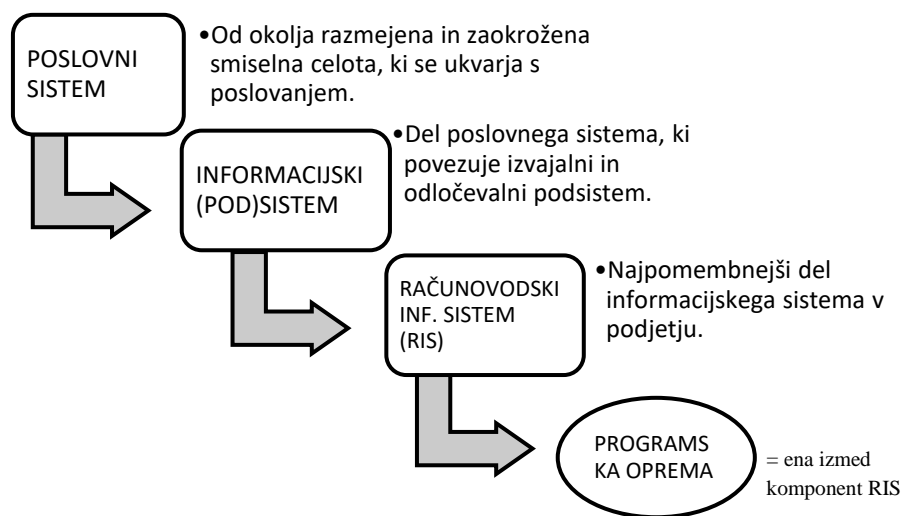 POSLOVNI
SISTEM
•Od okolja razmejena in zaokrožena
smiselna celota, ki se ukvarja s
poslovanjem.
INFORMACIJSKI
(POD)SISTEM
•Del poslovnega sistema, ki
povezuje izvajalni in
odločevalni podsistem.
RAČUNOVODSKI
INF. SISTEM
(RIS)
•Najpomembnejši del
informacijskega sistema v
podjetju.
PROGRAMS
KA OPREMA
= ena izmed
komponent RIS